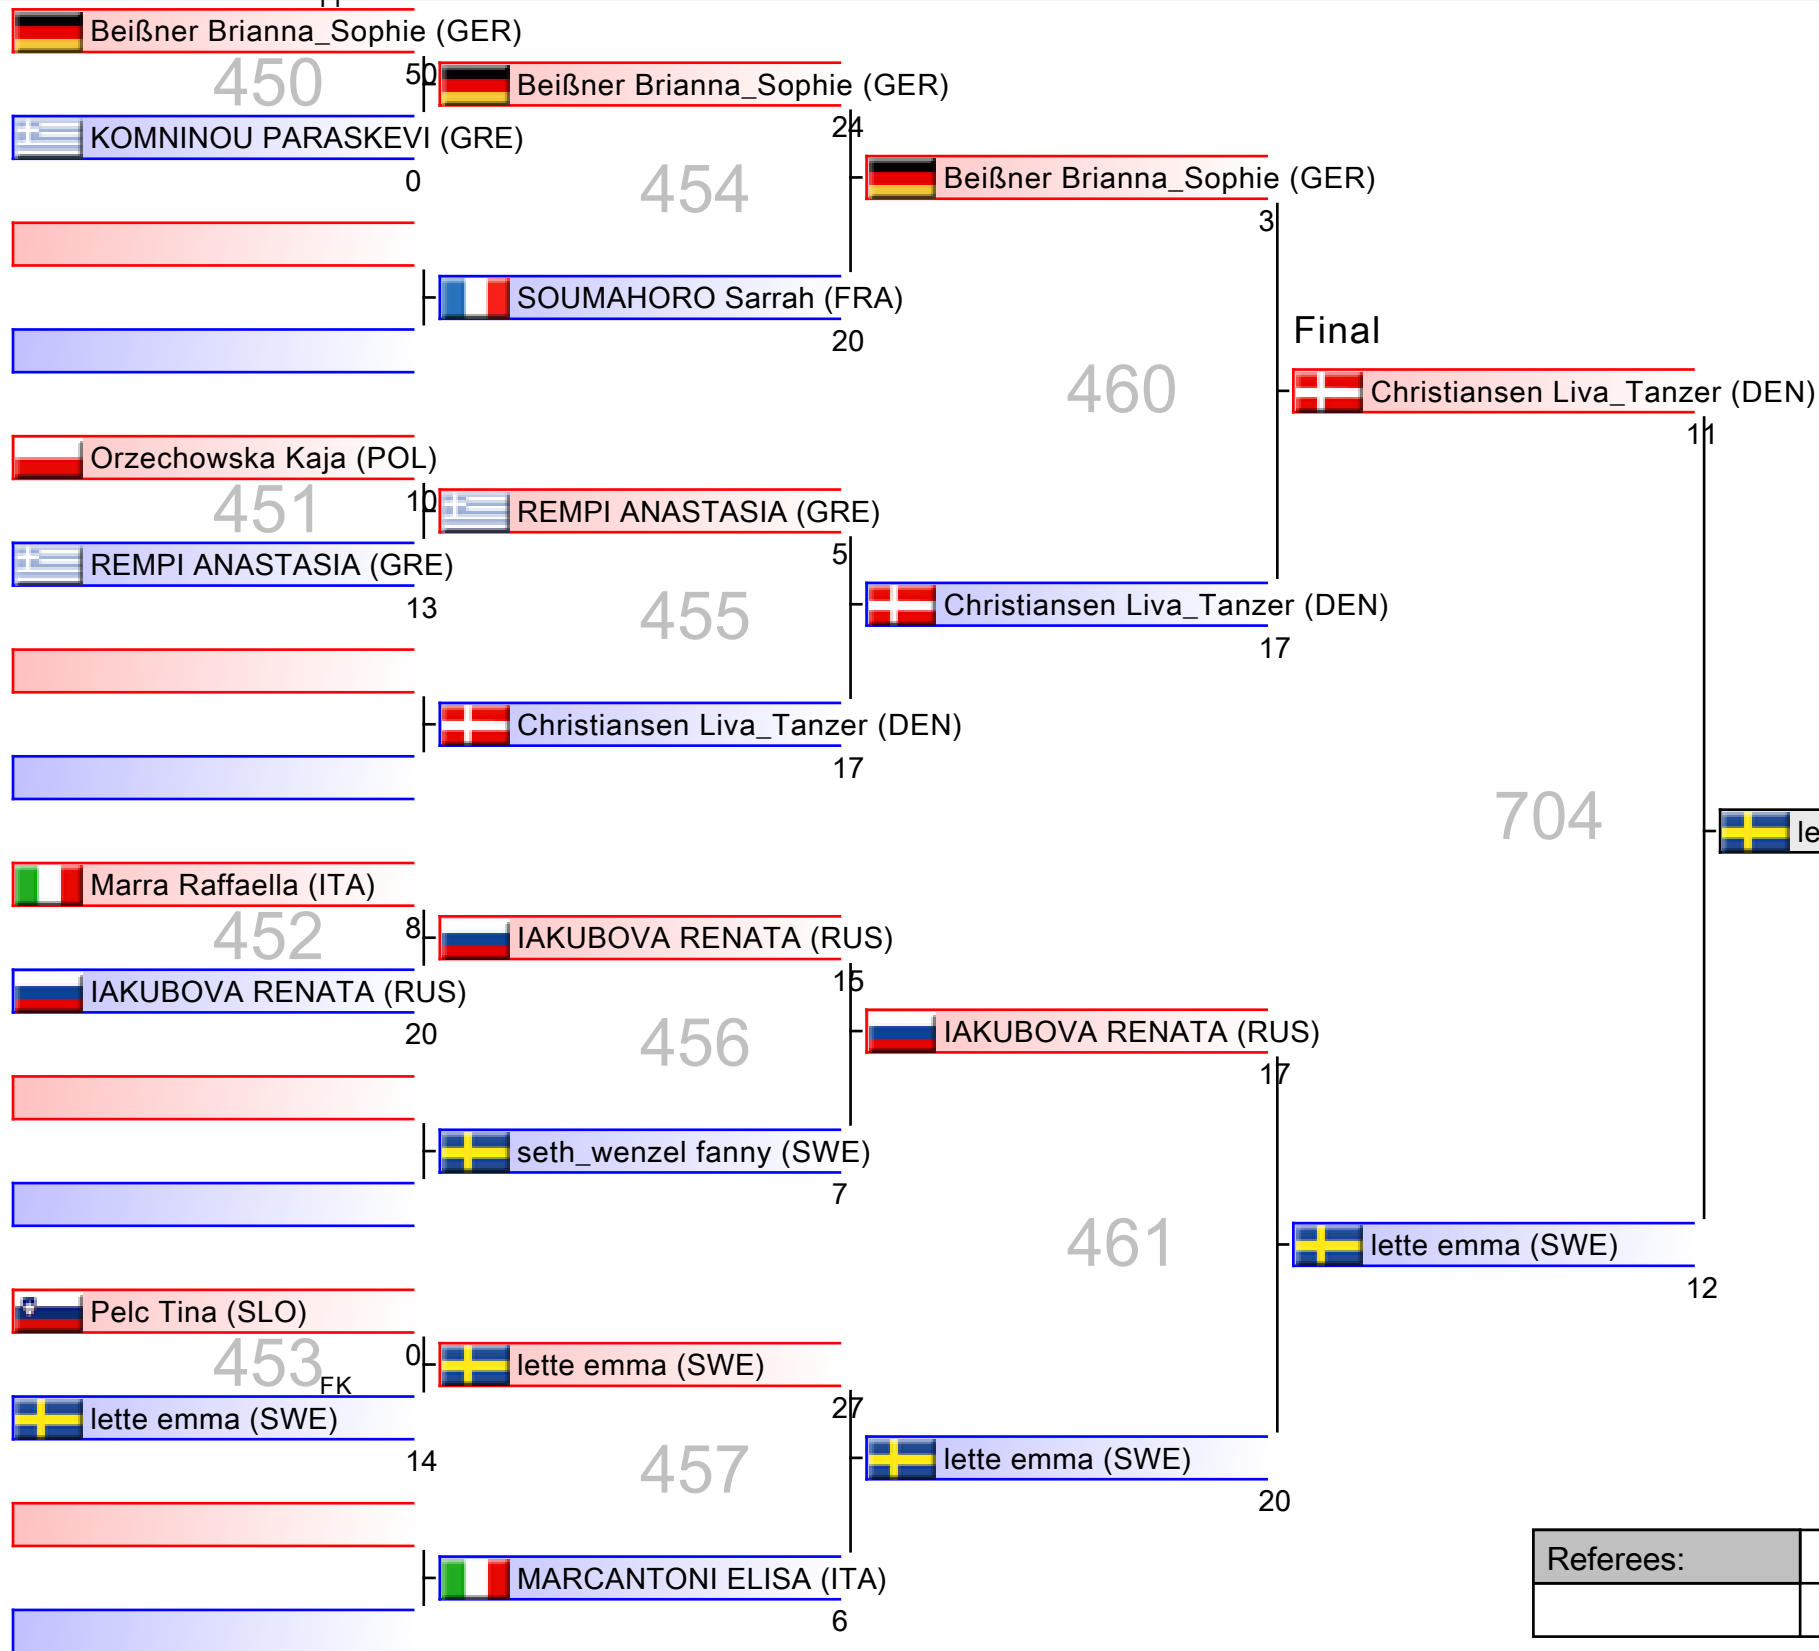 Beißner Brianna_Sophie (GER)
450
50
KOMNINOU PARASKEVI (GRE)
0
Orzechowska Kaja (POL)
451
10
REMPI ANASTASIA (GRE)
13
Marra Raffaella (ITA)
452
8
IAKUBOVA RENATA (RUS)
20
Pelc Tina (SLO)
453
0
FK
lette emma (SWE)
14
Beißner Brianna_Sophie (GER)
24
454
SOUMAHORO Sarrah (FRA)
20
REMPI ANASTASIA (GRE)
5
455
Christiansen Liva_Tanzer (DEN)
17
IAKUBOVA RENATA (RUS)
15
456
seth_wenzel fanny (SWE)
7
lette emma (SWE)
27
457
MARCANTONI ELISA (ITA)
6
Beißner Brianna_Sophie (GER)
3
460
Christiansen Liva_Tanzer (DEN)
17
IAKUBOVA RENATA (RUS)
17
461
lette emma (SWE)
20
Final
Christiansen Liva_Tanzer (DEN)
11
704
lette emma (SWE)
12
le
Referees: